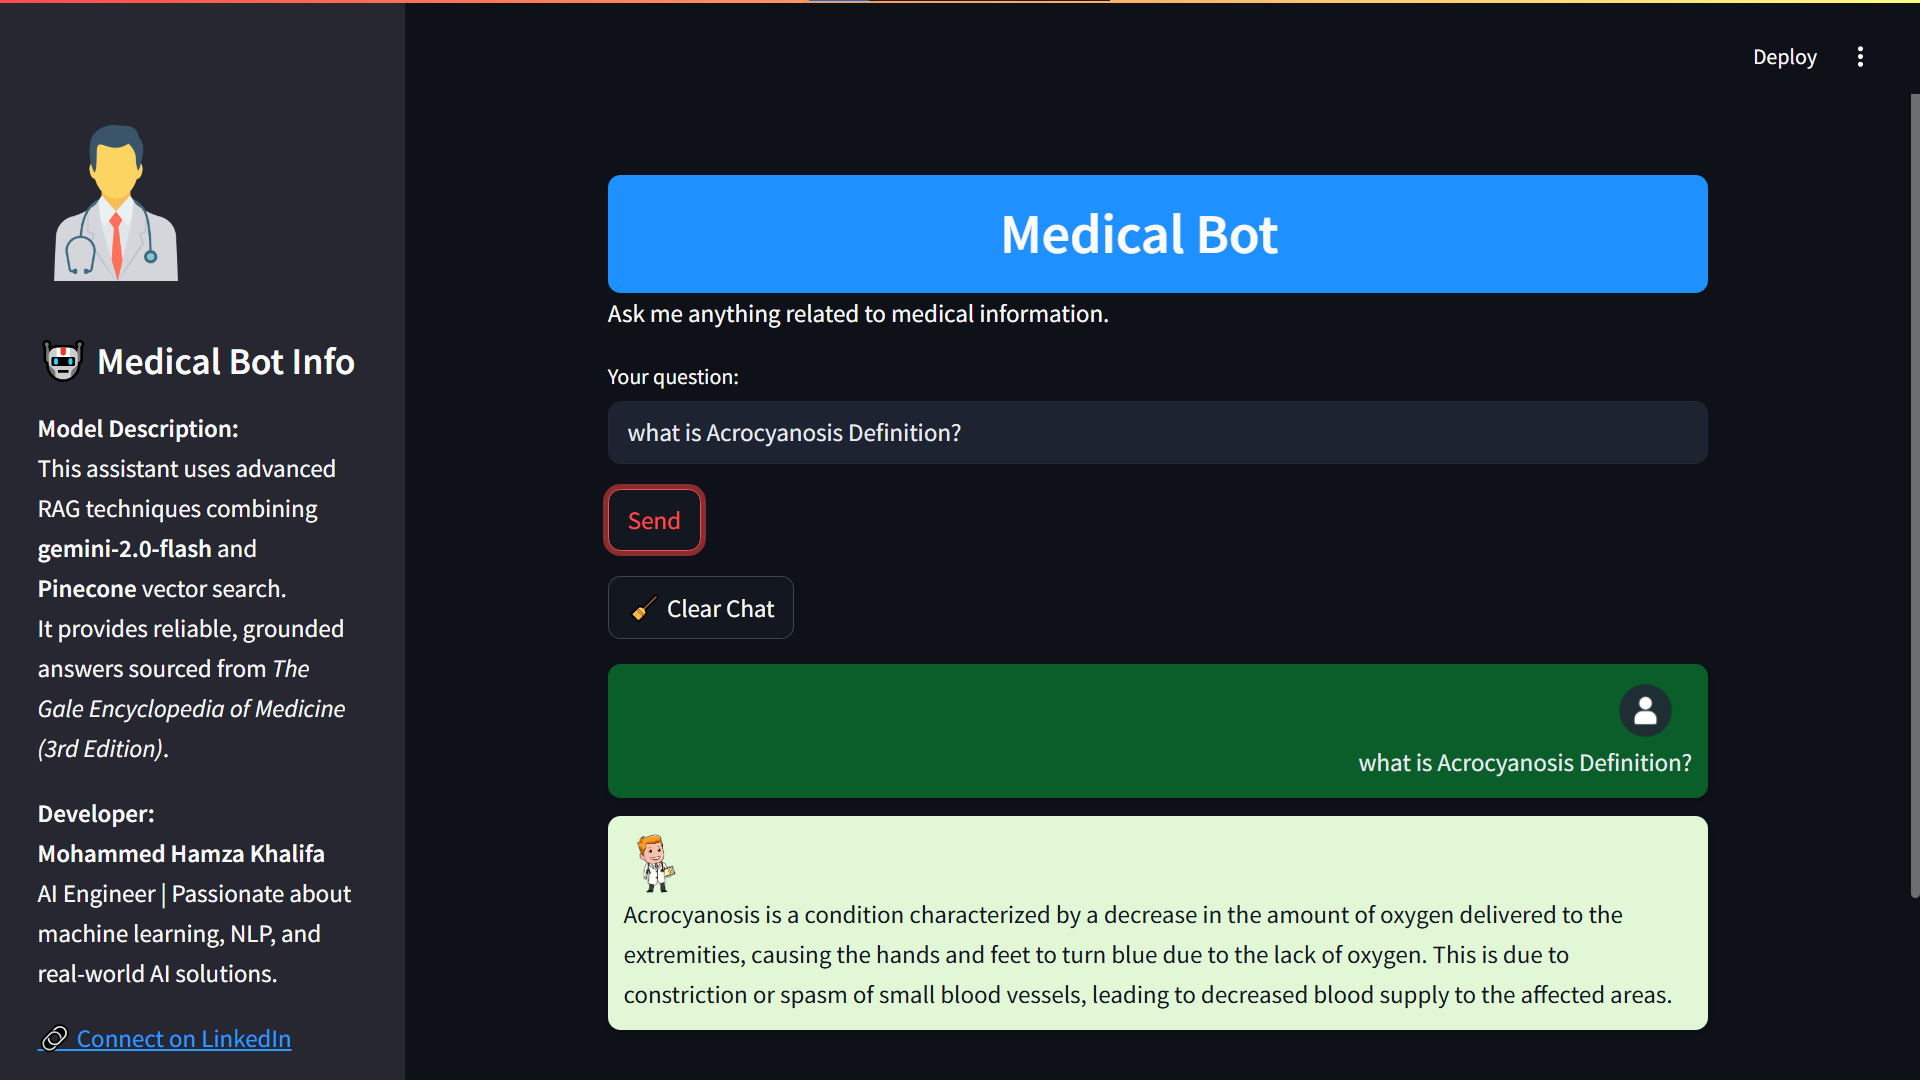 Deploy
Medical Bot Info
Model Description:
This assistant uses advanced
RAG techniques combining
gemini-2.0-flash and
Pinecone vector search.
It provides reliable, grounded
answers sourced from The
Gale Encyclopedia of Medicine
(3rd Edition).
Developer:
Mohammed Hamza Khalifa
AI Engineer | Passionate about
machine learning, NLP, and
real-world AI solutions.
Connect on LinkedIn
Medical Bot
Ask me anything related to medical information.
Your question:
what is Acrocyanosis Definition?
Send
Clear Chat
what is Acrocyanosis Definition?
Acrocyanosis is a condition characterized by a decrease in the amount of oxygen delivered to the
extremities, causing the hands and feet to turn blue due to the lack of oxygen. This is due to
constriction or spasm of small blood vessels, leading to decreased blood supply to the affected areas.